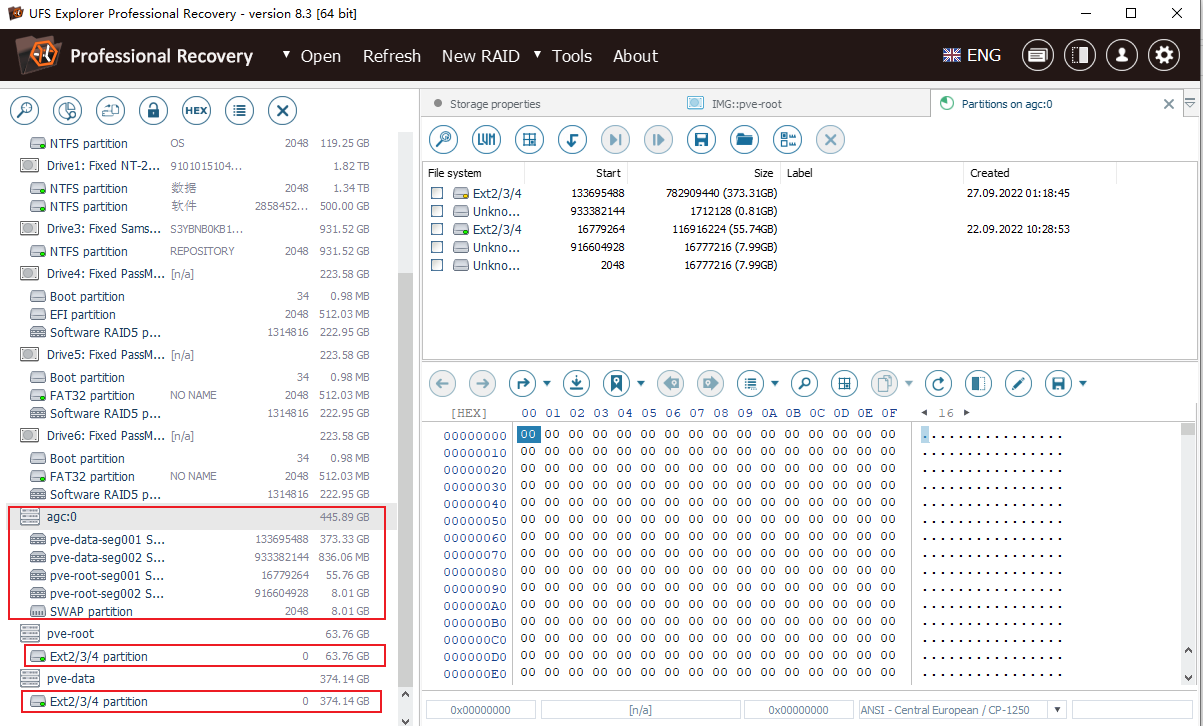 UFS Explorer Professional Recovery - version 8.3 [64 bit]
Professional Recovery
Open Refresh New RAID Tools About
ENG
HEX
NTFS partition OS 2048 119.25 GB
Drive1: Fixed NT-2... 9101015104... 1.82 TB
NTFS partition 数据 2048 1.34 TB
NTFS partition 软件 2858452... 500.00 GB
Drive3: Fixed Sams... S3YBNB0KB1... 931.52 GB
NTFS partition REPOSITORY 2048 931.52 GB
Drive4: Fixed PassM... [n/a] 223.58 GB
Boot partition 34 0.98 MB
EFI partition 2048 512.03 MB
Software RAID5 p... 1314816 222.95 GB
Drive5: Fixed PassM... [n/a] 223.58 GB
Boot partition 34 0.98 MB
FAT32 partition NO NAME 2048 512.03 MB
Software RAID5 p... 1314816 222.95 GB
Drive6: Fixed PassM... [n/a] 223.58 GB
Boot partition 34 0.98 MB
FAT32 partition NO NAME 2048 512.03 MB
Software RAID5 p... 1314816 222.95 GB
agc:0 445.89 GB
pve-data-seg001 S... 133695488 373.33 GB
pve-data-seg002 S... 933382144 836.06 MB
pve-root-seg001 S... 16779264 55.76 GB
pve-root-seg002 S... 916604928 8.01 GB
SWAP partition 2048 8.01 GB
pve-root 63.76 GB
Ext2/3/4 partition 0 63.76 GB
pve-data 374.14 GB
Ext2/3/4 partition 0 374.14 GB
Storage properties IMG::pve-root Partitions on agc:0
LVM
File system Start Size Label Created
Ext2/3/4 133695488 782909440 (373.31GB) 27.09.2022 01:18:45
Unkno... 933382144 1712128 (0.81GB)
Ext2/3/4 16779264 116916224 (55.74GB) 22.09.2022 10:28:53
Unkno... 916604928 16777216 (7.99GB)
Unkno... 2048 16777216 (7.99GB)
[HEX] 00 01 02 03 04 05 06 07 08 09 0A 0B 0C 0D 0E 0F 16
00000000 00 00 00 00 00 00 00 00 00 00 00 00 00 00 00 00 ................
00000010 00 00 00 00 00 00 00 00 00 00 00 00 00 00 00 00 ................
00000020 00 00 00 00 00 00 00 00 00 00 00 00 00 00 00 00 ................
00000030 00 00 00 00 00 00 00 00 00 00 00 00 00 00 00 00 ................
00000040 00 00 00 00 00 00 00 00 00 00 00 00 00 00 00 00 ................
00000050 00 00 00 00 00 00 00 00 00 00 00 00 00 00 00 00 ................
00000060 00 00 00 00 00 00 00 00 00 00 00 00 00 00 00 00 ................
00000070 00 00 00 00 00 00 00 00 00 00 00 00 00 00 00 00 ................
00000080 00 00 00 00 00 00 00 00 00 00 00 00 00 00 00 00 ................
00000090 00 00 00 00 00 00 00 00 00 00 00 00 00 00 00 00 ................
000000A0 00 00 00 00 00 00 00 00 00 00 00 00 00 00 00 00 ................
000000B0 00 00 00 00 00 00 00 00 00 00 00 00 00 00 00 00 ................
000000C0 00 00 00 00 00 00 00 00 00 00 00 00 00 00 00 00 ................
000000D0 00 00 00 00 00 00 00 00 00 00 00 00 00 00 00 00 ................
000000E0 00 00 00 00 00 00 00 00 00 00 00 00 00 00 00 00 ................
0x00000000 [n/a] 0x00000000 ANSI - Central European / CP-1250